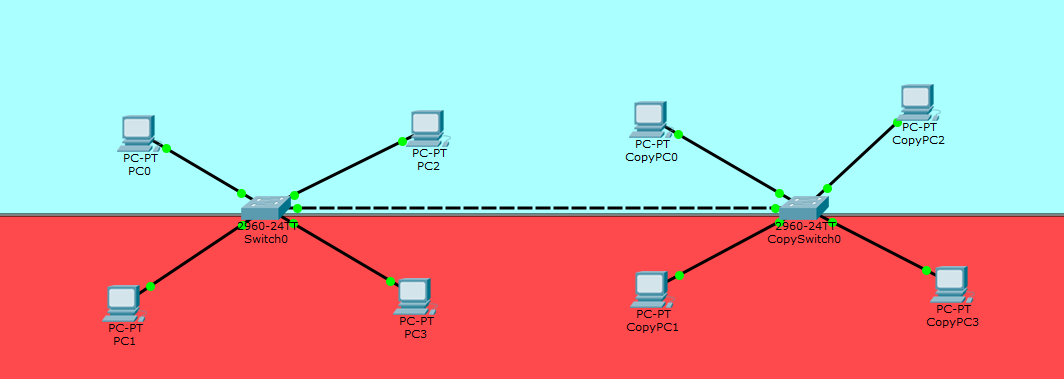 PC-PT
PC0
PC-PT
PC2
PC-PT
CopyPC0
PC-PT
CopyPC2
2960-24TT
Switch0
2960-24TT
CopySwitch0
PC-PT
PC1
PC-PT
PC3
PC-PT
CopyPC1
PC-PT
CopyPC3